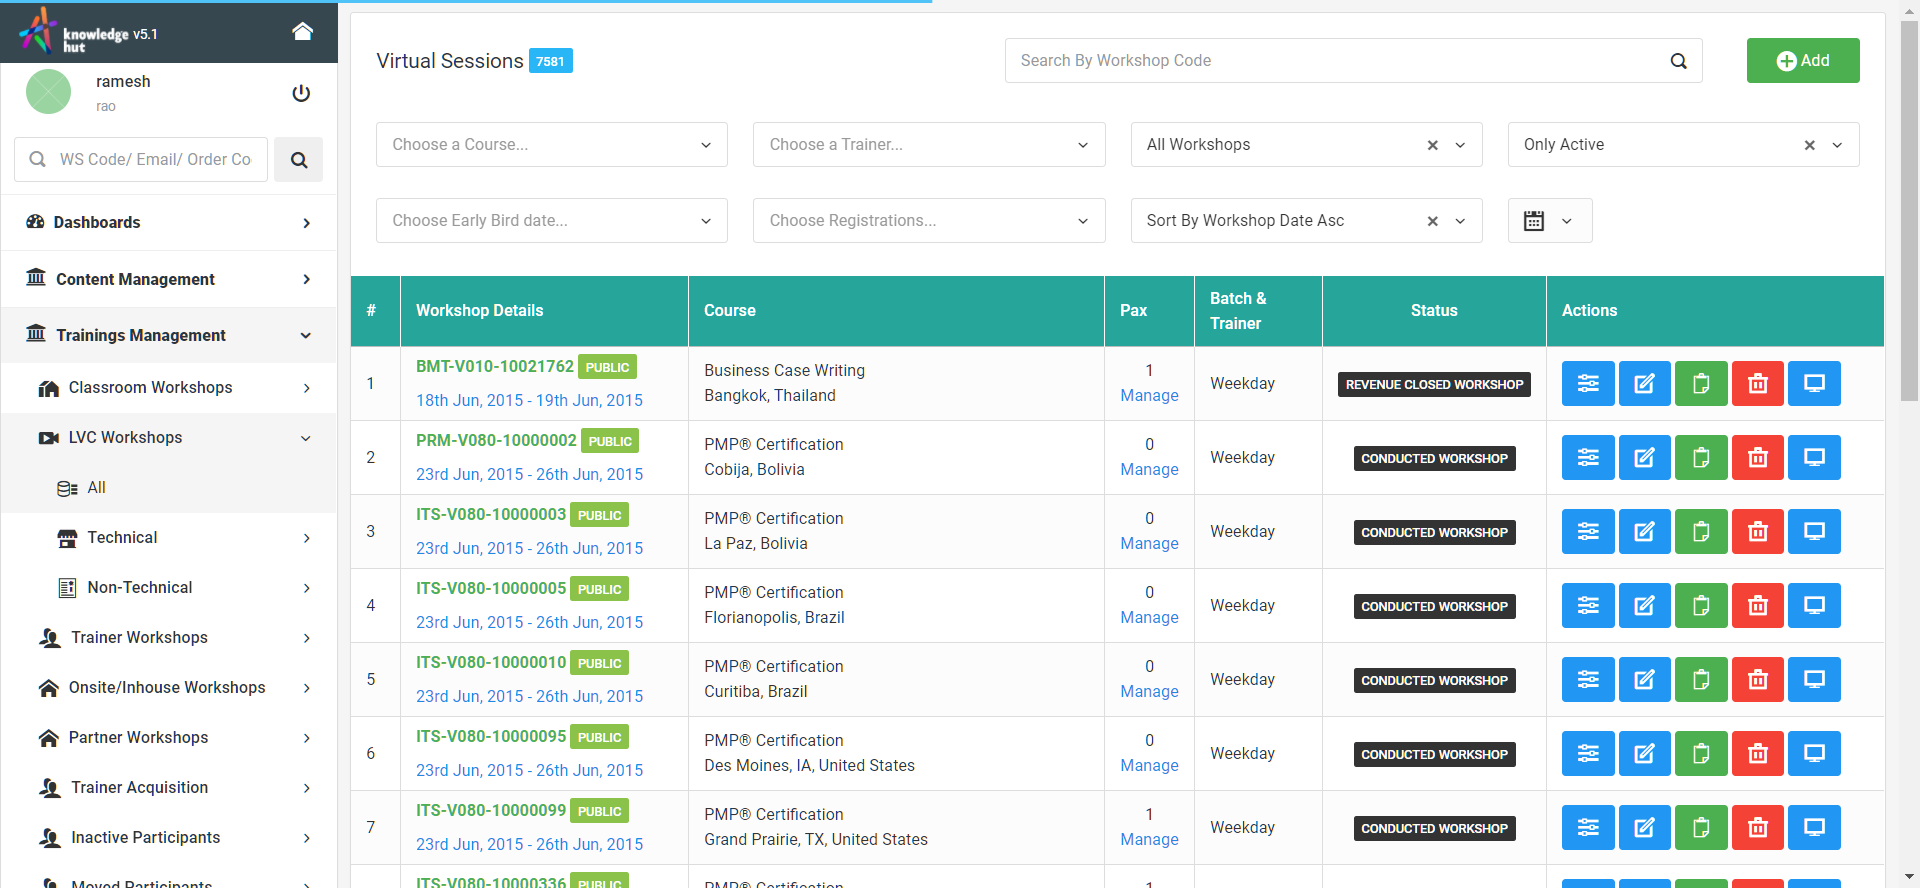 knowledge
hut
v5.1
ramesh
rao
WS Code/ Email/ Order Co
Dashboards
Content Management
Trainings Management
Classroom Workshops
LVC Workshops
All
Technical
Non-Technical
Trainer Workshops
Onsite/Inhouse Workshops
Partner Workshops
Trainer Acquisition
Inactive Participants
Moved Participants
Virtual Sessions 7581
Search By Workshop Code
Add
Choose a Course...
Choose a Trainer...
All Workshops
Only Active
Choose Early Bird date...
Choose Registrations...
Sort By Workshop Date Asc
# Workshop Details Course Pax Batch & Trainer Status Actions
1 BMT-V010-10021762 PUBLIC Business Case Writing 1 Weekday REVENUE CLOSED WORKSHOP
18th Jun, 2015 - 19th Jun, 2015 Bangkok, Thailand Manage
2 PRM-V080-10000002 PUBLIC PMP® Certification 0 Weekday CONDUCTED WORKSHOP
23rd Jun, 2015 - 26th Jun, 2015 Cobija, Bolivia Manage
3 ITS-V080-10000003 PUBLIC PMP® Certification 0 Weekday CONDUCTED WORKSHOP
23rd Jun, 2015 - 26th Jun, 2015 La Paz, Bolivia Manage
4 ITS-V080-10000005 PUBLIC PMP® Certification 0 Weekday CONDUCTED WORKSHOP
23rd Jun, 2015 - 26th Jun, 2015 Florianopolis, Brazil Manage
5 ITS-V080-10000010 PUBLIC PMP® Certification 0 Weekday CONDUCTED WORKSHOP
23rd Jun, 2015 - 26th Jun, 2015 Curitiba, Brazil Manage
6 ITS-V080-10000095 PUBLIC PMP® Certification 0 Weekday CONDUCTED WORKSHOP
23rd Jun, 2015 - 26th Jun, 2015 Des Moines, IA, United States Manage
7 ITS-V080-10000099 PUBLIC PMP® Certification 1 Weekday CONDUCTED WORKSHOP
23rd Jun, 2015 - 26th Jun, 2015 Grand Prairie, TX, United States Manage
ITS-V080-10000336 PUBLIC PMP® Certification 1